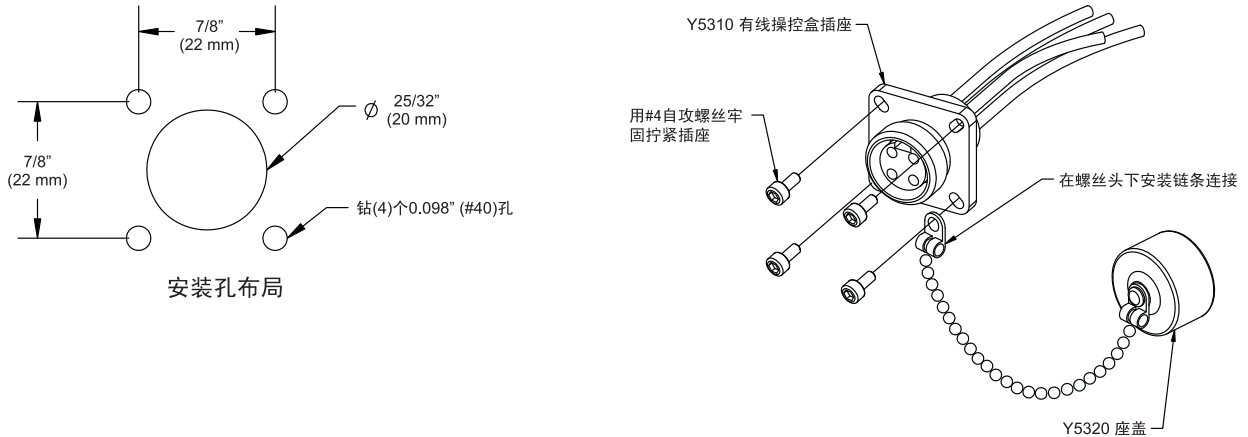 7/8”
(22 mm)
25/32”
(20 mm)
7/8”
(22 mm)
钻(4)个0.098” (#40)孔
安装孔布局
Y5310 有线操控盒插座
用#4自攻螺丝牢
固拧紧插座
在螺丝头下安装链条连接
Y5320 座盖